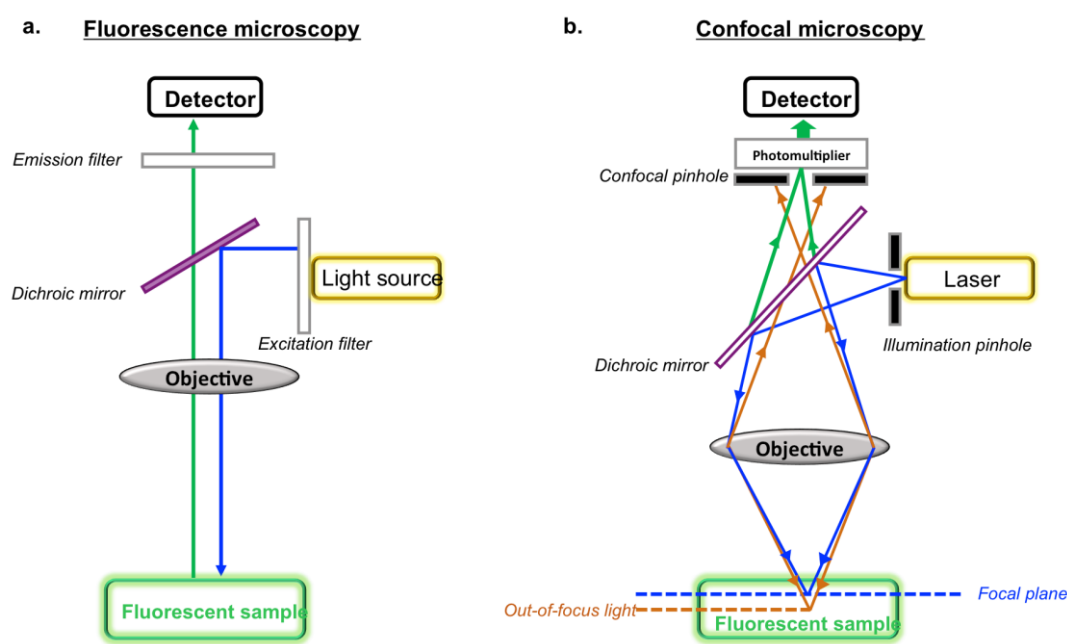 a. Fluorescence microscopy
Detector
Emission filter
Dichroic mirror
Light source
Excitation filter
Objective
Fluorescent sample
b. Confocal microscopy
Detector
Photomultiplier
Confocal pinhole
Laser
Illumination pinhole
Dichroic mirror
Objective
Focal plane
Out-of-focus light
Fluorescent sample